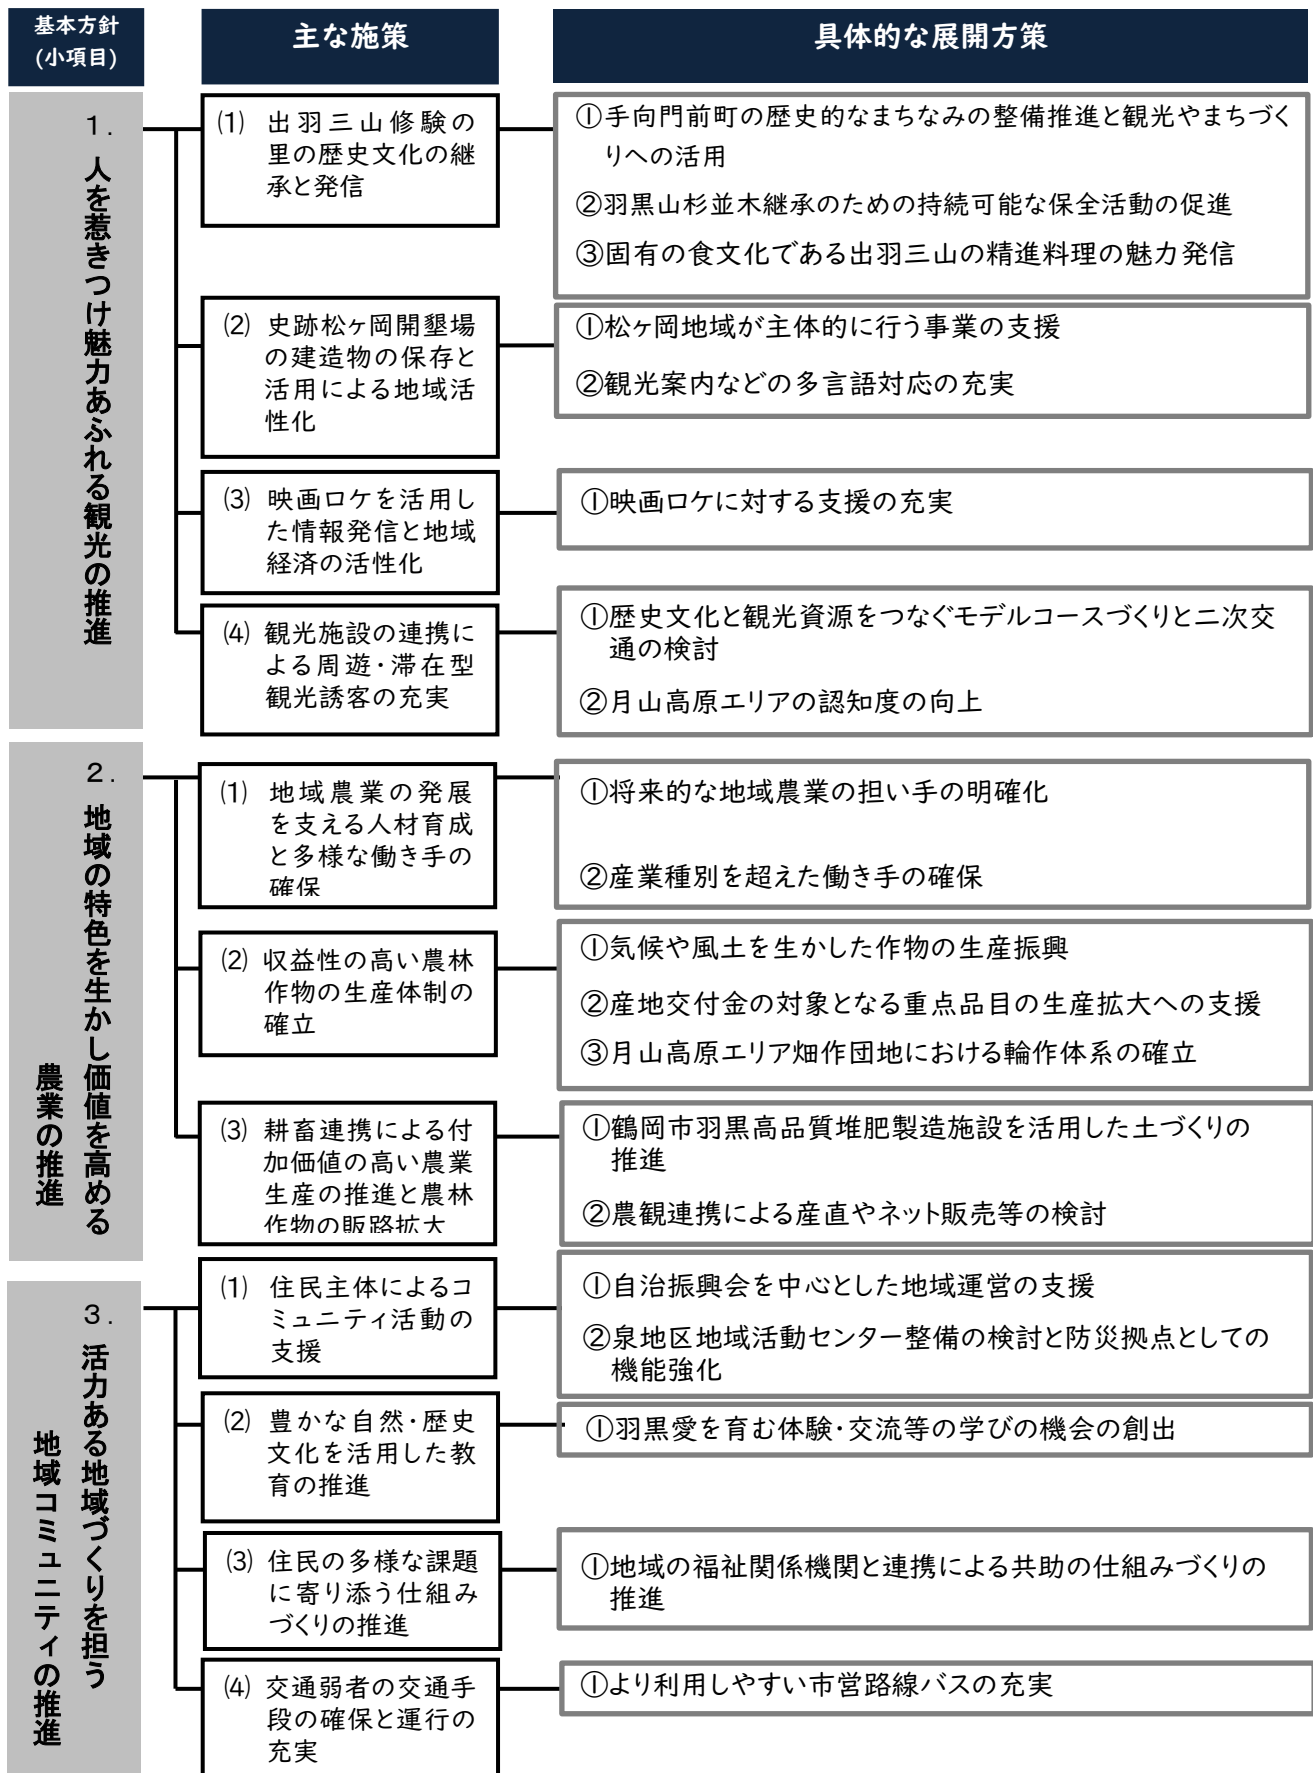 基本方針
(小項目)
主な施策
具体的な展開方策
1.
人を惹きつけ魅力あふれる観光の推進
(1) 出羽三山修験の
里の歴史文化の継
承と発信
①手向門前町の歴史的なまちなみの整備推進と観光やまちづく
りへの活用
②羽黒山杉並木継承のための持続可能な保全活動の促進
③固有の食文化である出羽三山の精進料理の魅力発信
(2) 史跡松ヶ岡開墾場
の建造物の保存と
活用による地域活
性化
①松ヶ岡地域が主体的に行う事業の支援
②観光案内などの多言語対応の充実
(3) 映画ロケを活用し
た情報発信と地域
経済の活性化
①映画ロケに対する支援の充実
(4) 観光施設の連携に
よる周遊・滞在型
観光誘客の充実
①歴史文化と観光資源をつなぐモデルコースづくりと二次交
通の検討
②月山高原エリアの認知度の向上
2.
地域の特色を生かし価値を高める
農業の推進
(1) 地域農業の発展
を支える人材育成
と多様な働き手の
確保
①将来的な地域農業の担い手の明確化
②産業種別を超えた働き手の確保
(2) 収益性の高い農林
作物の生産体制の
確立
①気候や風土を生かした作物の生産振興
②産地交付金の対象となる重点品目の生産拡大への支援
③月山高原エリア畑作団地における輪作体系の確立
(3) 耕畜連携による付
加価値の高い農業
生産の推進と農林
作物の販路拡大
①鶴岡市羽黒高品質堆肥製造施設を活用した土づくりの
推進
②農観連携による産直やネット販売等の検討
3.
活力ある地域づくりを担う
地域コミュニティの推進
(1) 住民主体によるコ
ミュニティ活動の
支援
①自治振興会を中心とした地域運営の支援
②泉地区地域活動センター整備の検討と防災拠点としての
機能強化
(2) 豊かな自然・歴史
文化を活用した教
育の推進
①羽黒愛を育む体験・交流等の学びの機会の創出
(3) 住民の多様な課題
に寄り添う仕組み
づくりの推進
①地域の福祉関係機関と連携による共助の仕組みづくりの
推進
(4) 交通弱者の交通手
段の確保と運行の
充実
①より利用しやすい市営路線バスの充実